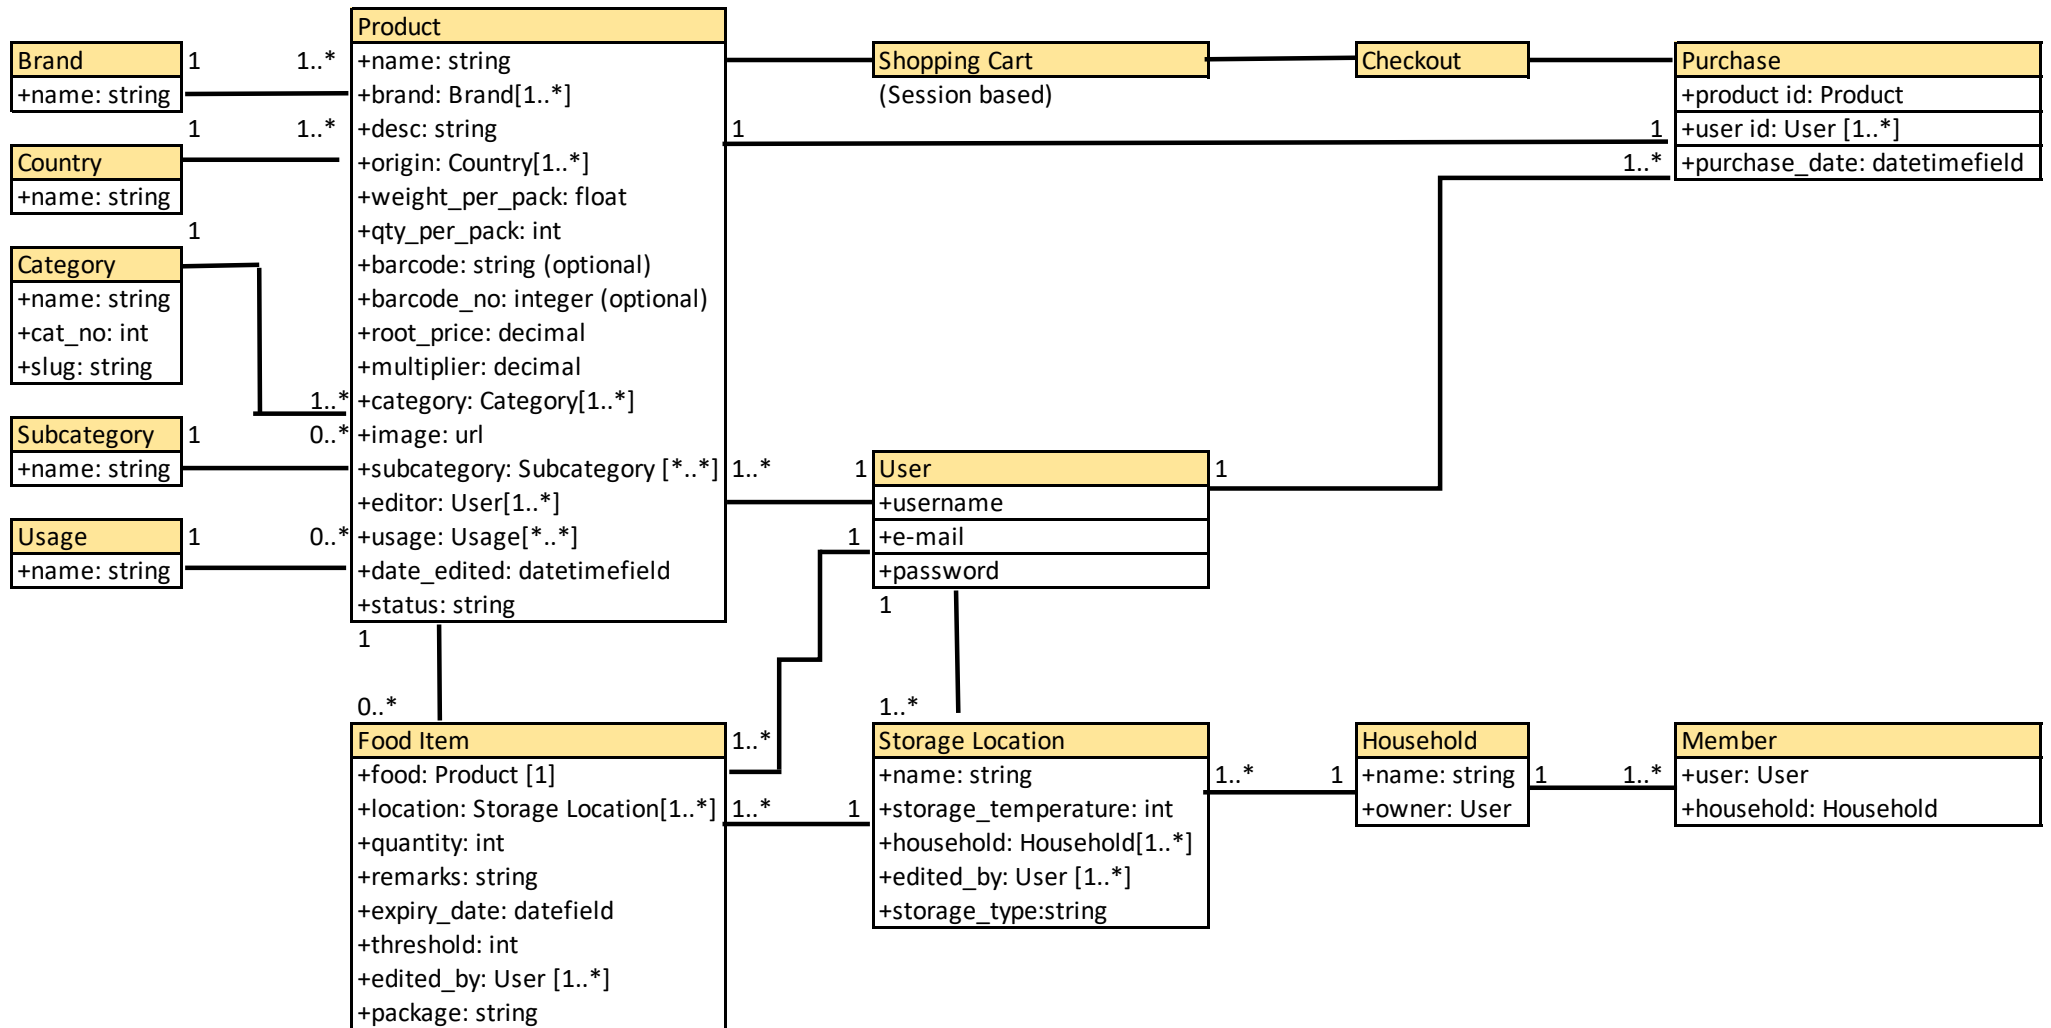 Brand
+name: string
1
1..*
Country
+name: string
1
1..*
Category
+name: string
+cat_no: int
+slug: string
1
1..*
Subcategory
+name: string
1
0..*
Usage
+name: string
1
0..*
Product
+name: string
+brand: Brand[1..*]
+desc: string
+origin: Country[1..*]
+weight_per_pack: float
+qty_per_pack: int
+barcode: string (optional)
+barcode_no: integer (optional)
+root_price: decimal
+multiplier: decimal
+category: Category[1..*]
+image: url
+subcategory: Subcategory [*..*]
+editor: User[1..*]
+usage: Usage[*..*]
+date_edited: datetimefield
+status: string
1
0..*
Shopping Cart
(Session based)
Checkout
Purchase
+product id: Product
+user id: User [1..*]
+purchase_date: datetimefield
1
1
1..*
1..*
1
User
+username
+e-mail
+password
1
1
1
1..*
Food Item
+food: Product [1]
+location: Storage Location[1..*]
+quantity: int
+remarks: string
+expiry_date: datefield
+threshold: int
+edited_by: User [1..*]
+package: string
1..*
1..*
1
Storage Location
+name: string
+storage_temperature: int
+household: Household[1..*]
+edited_by: User [1..*]
+storage_type:string
1..*
1
Household
+name: string
+owner: User
1
1..*
Member
+user: User
+household: Household